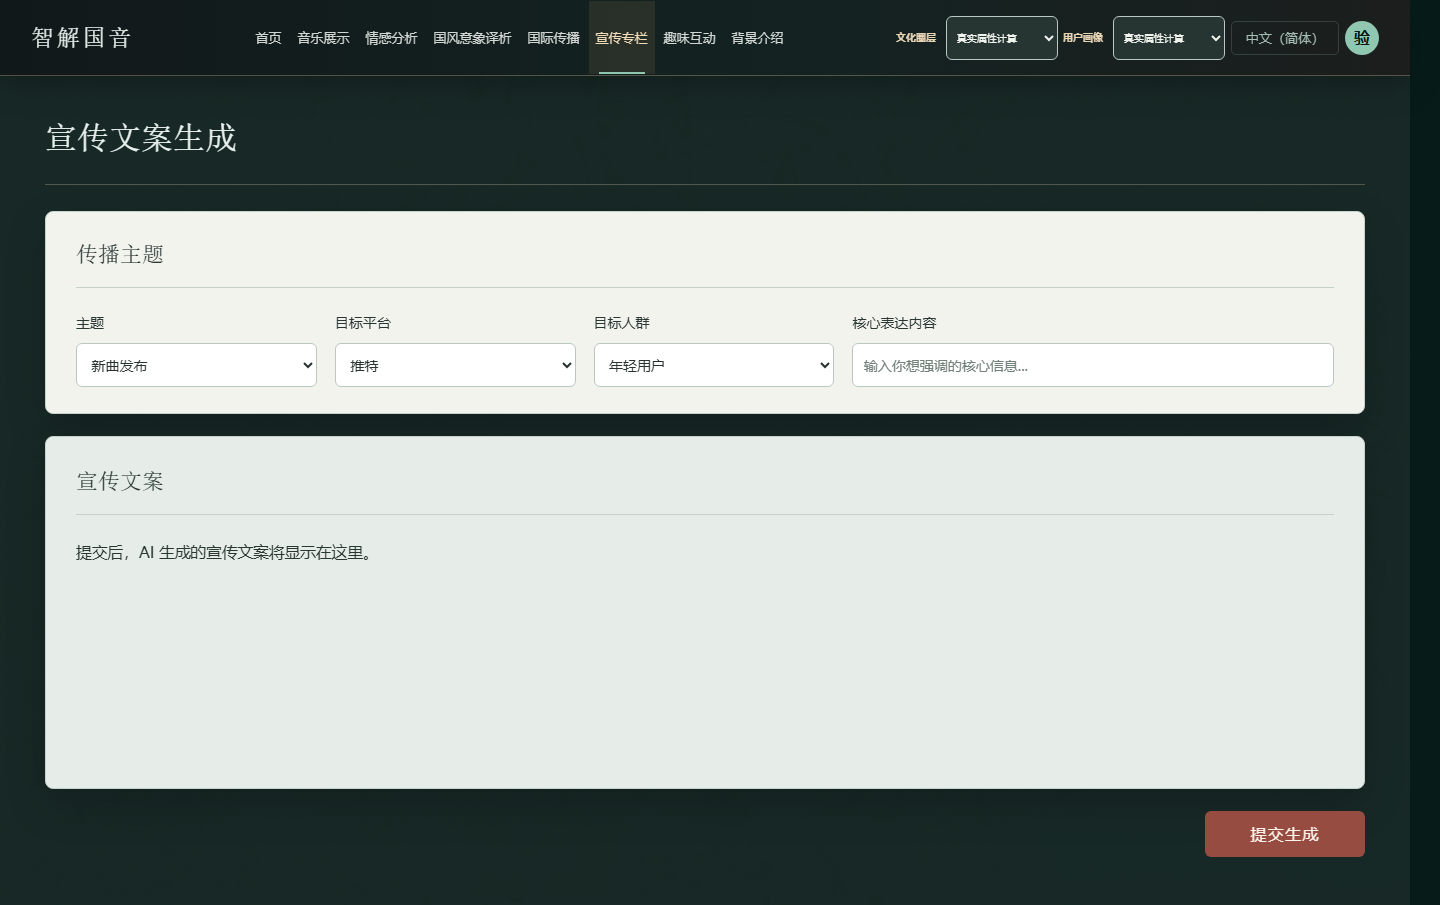 智解国音
首页 音乐展示 情感分析 国风意象译析 国际传播 宣传专栏 趣味互动 背景介绍 文化圈层 真实属性计算 用户画像 真实属性计算 中文（简体） 验
宣传文案生成
传播主题
主题 目标平台 目标人群 核心表达内容
新曲发布 推特 年轻用户 输入你想强调的核心信息...
宣传文案
提交后，AI 生成的宣传文案将显示在这里。
提交生成